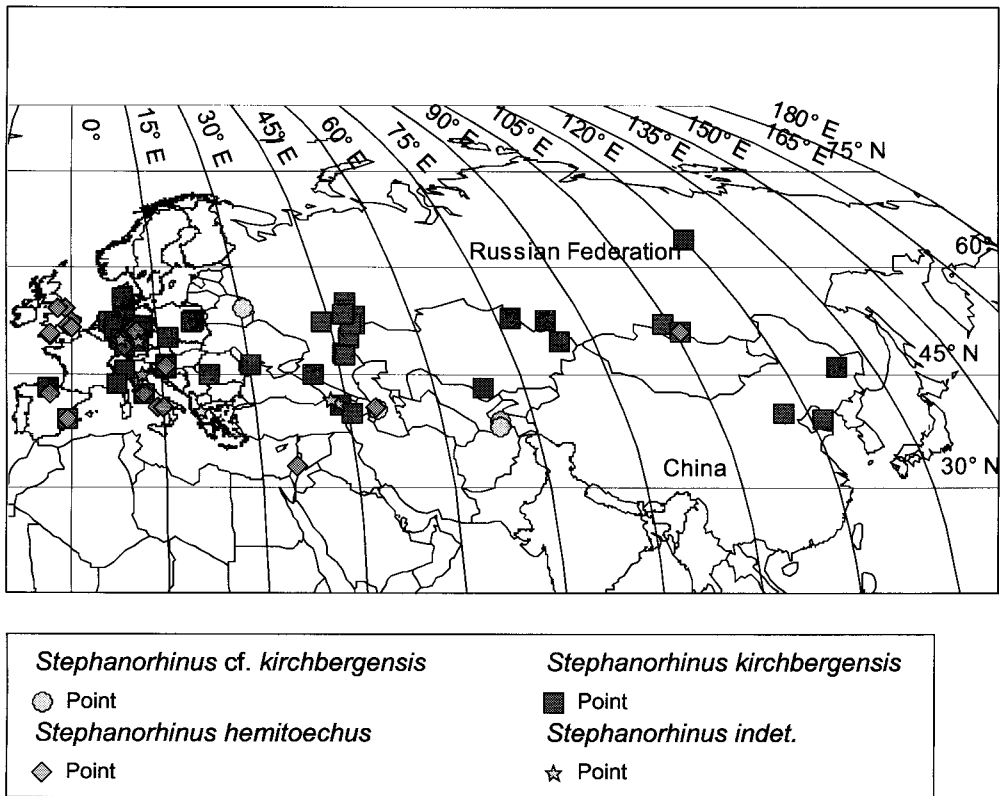 0°
15° E
30° E
45° E
60° E
75° E
90° E
105° E
120° E
135° E
150° E
165° E
180° E
75° N
60°
Russian Federation
45° N
30° N
China
Stephanorhinus cf. kirchbergensis
Point
Stephanorhinus kirchbergensis
Point
Stephanorhinus hemitoechus
Point
Stephanorhinus indet.
Point